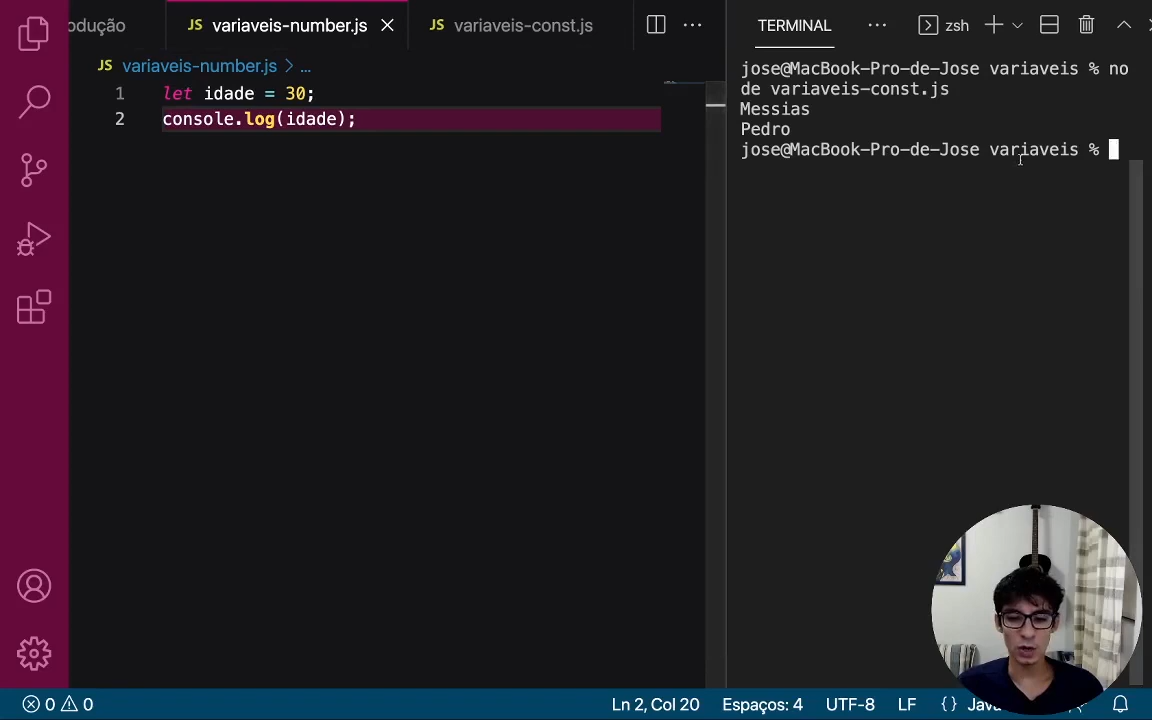 odução
JS variaveis-number.js
JS variaveis-const.js
JS variaveis-number.js > ...
1 let idade = 30;
2 console.log(idade);
TERMINAL ... zsh
jose@MacBook-Pro-de-Jose variaveis % no
de variaveis-const.js
Messias
Pedro
jose@MacBook-Pro-de-Jose variaveis %
0 0 Ln 2, Col 20 Espaços: 4 UTF-8 LF {}